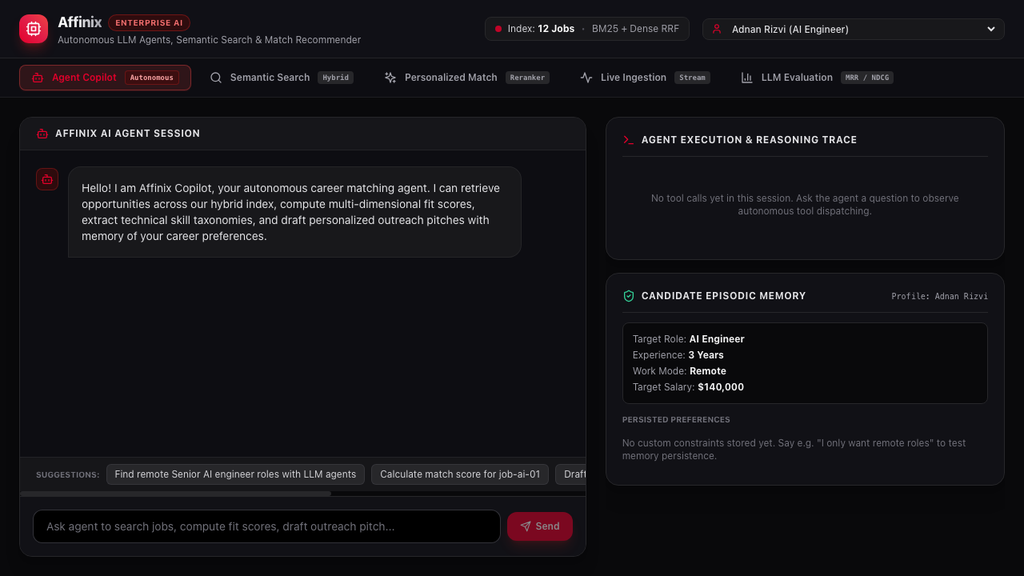 Affinix ENTERPRISE AI
Autonomous LLM Agents, Semantic Search & Match Recommender
Index: 12 Jobs · BM25 + Dense RRF
Adnan Rizvi (AI Engineer)
Agent Copilot Autonomous
Semantic Search Hybrid
Personalized Match Reranker
Live Ingestion Stream
LLM Evaluation MRR / NDCG
AFFINIX AI AGENT SESSION
Hello! I am Affinix Copilot, your autonomous career matching agent. I can retrieve
opportunities across our hybrid index, compute multi-dimensional fit scores,
extract technical skill taxonomies, and draft personalized outreach pitches with
memory of your career preferences.
SUGGESTIONS: Find remote Senior AI engineer roles with LLM agents Calculate match score for job-ai-01 Draft
Ask agent to search jobs, compute fit scores, draft outreach pitch...
Send
AGENT EXECUTION & REASONING TRACE
No tool calls yet in this session. Ask the agent a question to observe
autonomous tool dispatching.
CANDIDATE EPISODIC MEMORY
Profile: Adnan Rizvi
Target Role: AI Engineer
Experience: 3 Years
Work Mode: Remote
Target Salary: $140,000
PERSISTED PREFERENCES
No custom constraints stored yet. Say e.g. "I only want remote roles" to test
memory persistence.